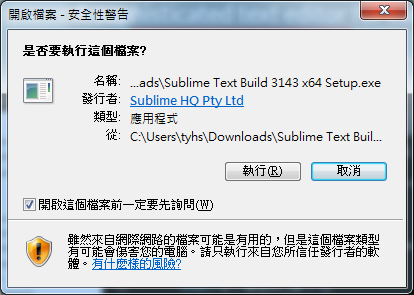 開啟檔案 - 安全性警告
是否要執行這個檔案?
名稱: ...ads\Sublime Text Build 3143 x64 Setup.exe
發行者: Sublime HQ Pty Ltd
類型: 應用程式
從: C:\Users\tyhs\Downloads\Sublime Text Buil...
執行(R) 取消
開啟這個檔案前一定要先詢問(W)
雖然來自網際網路的檔案可能是有用的，但是這個檔案類型
有可能會傷害您的電腦。請只執行來自您所信任發行者的軟
體。有什麼樣的風險?